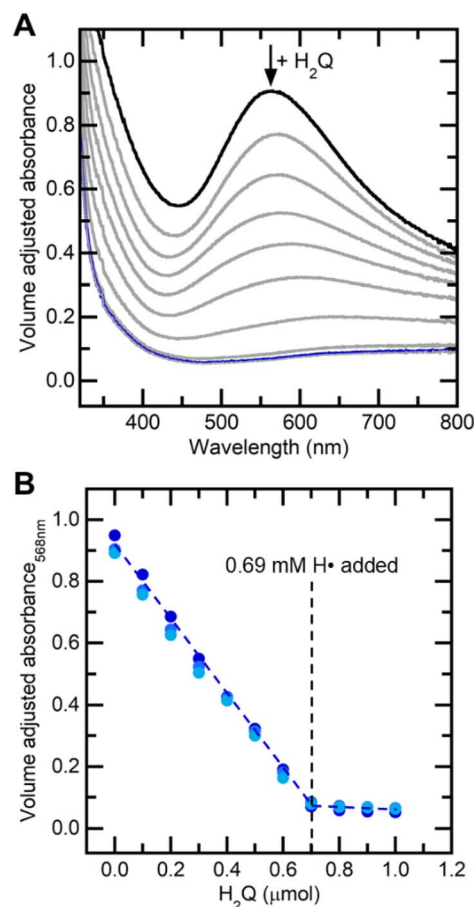 A
+ H₂Q
1.0
0.8
0.6
0.4
0.2
0.0
Volume adjusted absorbance
400 500 600 700 800
Wavelength (nm)
B
0.69 mM H• added
1.0
0.8
0.6
0.4
0.2
0.0
Volume adjusted absorbance₅₆₈ₙₘ
0.0 0.2 0.4 0.6 0.8 1.0 1.2
H₂Q (μmol)